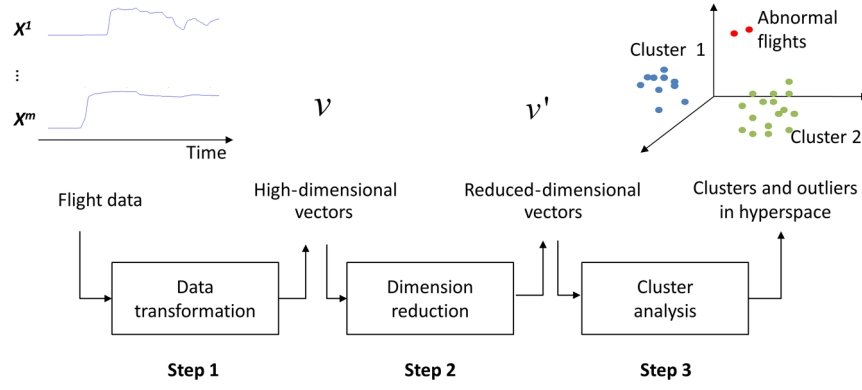 X¹
...
Xᵐ
Time
v
v'
Cluster 1
Abnormal
flights
Cluster 2
Flight data
High-dimensional
vectors
Reduced-dimensional
vectors
Clusters and outliers
in hyperspace
Data
transformation
Dimension
reduction
Cluster
analysis
Step 1
Step 2
Step 3